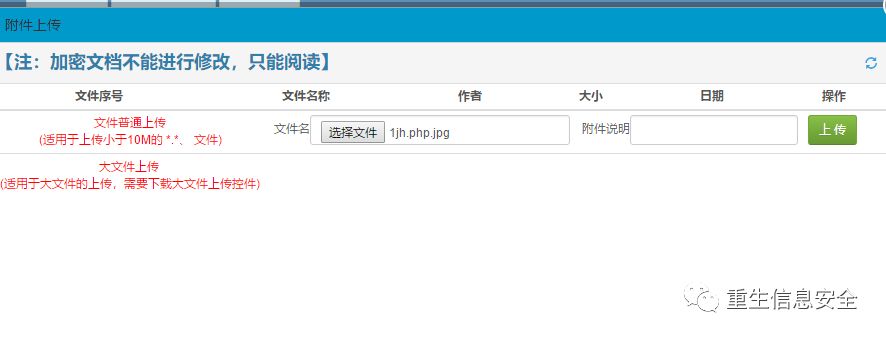 附件上传
【注：加密文档不能进行修改，只能阅读】
文件序号 文件名称 作者 大小 日期 操作
文件普通上传
(适用于上传小于10M的 *.*、 文件)
文件名 选择文件 1jh.php.jpg 附件说明 上传
大文件上传
(适用于大文件的上传，需要下载大文件上传控件)
重生信息安全